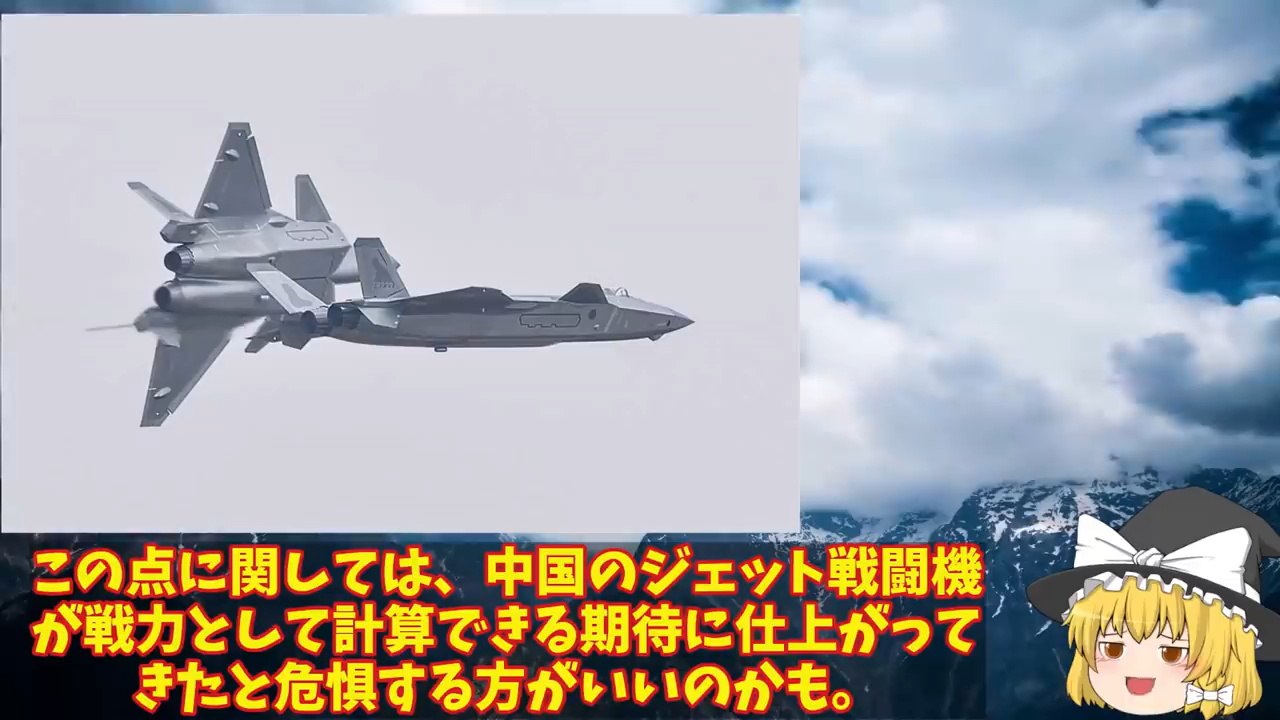 この点に関しては、中国のジェット戦闘機
が戦力として計算できる期待に仕上がって
きたと危惧する方がいいのかも。